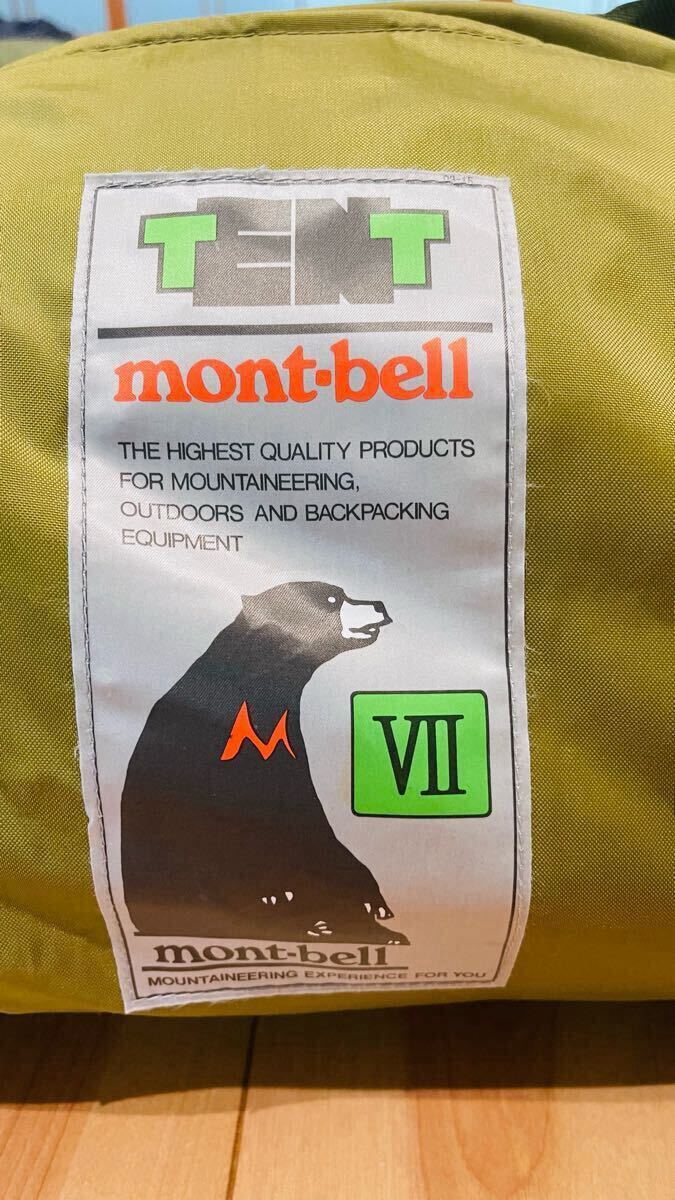 TENT
mont-bell
THE HIGHEST QUALITY PRODUCTS
FOR MOUNTAINEERING,
OUTDOORS AND BACKPACKING
EQUIPMENT
M
VII
mont-bell
MOUNTAINEERING EXPERIENCE FOR YOU